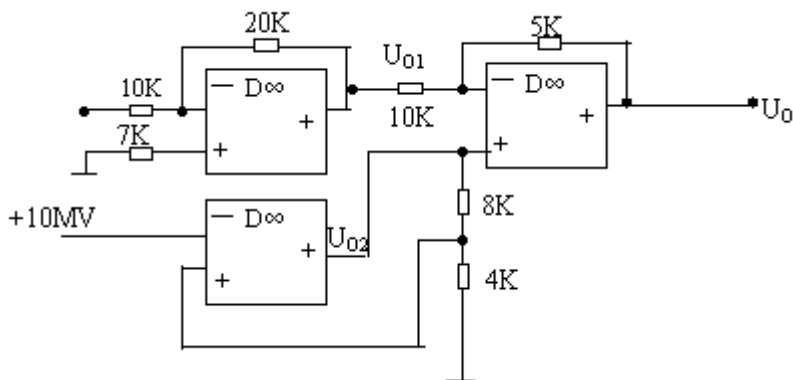 20K
5K
U01
10K
— D∞
— D∞
10K
+
+
U0
7K
+
+
+10MV
— D∞
8K
+
U02
+
4K